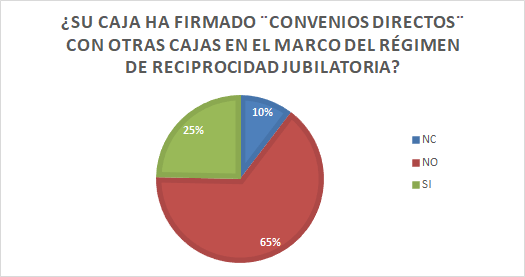 ¿SU CAJA HA FIRMADO ¨CONVENIOS DIRECTOS¨
CON OTRAS CAJAS EN EL MARCO DEL RÉGIMEN
DE RECIPROCIDAD JUBILATORIA?
10%
25%
65%
NC
NO
SI